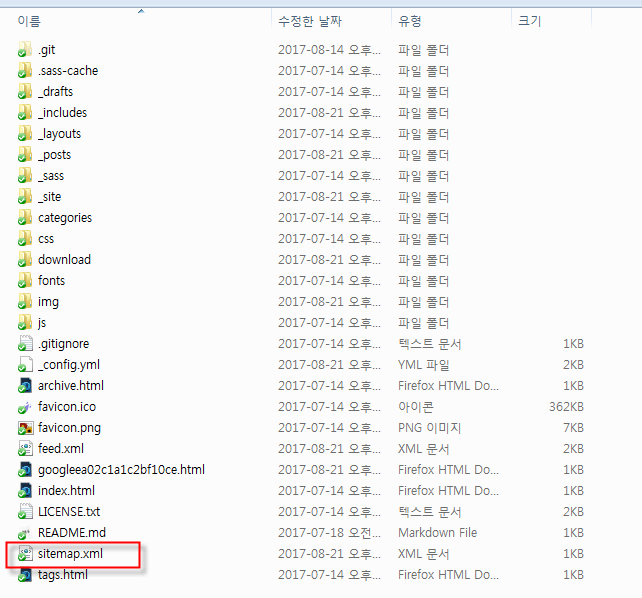 이름 수정한 날짜 유형 크기
.git 2017-08-14 오후... 파일 폴더
.sass-cache 2017-07-14 오후... 파일 폴더
_drafts 2017-07-14 오후... 파일 폴더
_includes 2017-08-21 오후... 파일 폴더
_layouts 2017-07-14 오후... 파일 폴더
_posts 2017-08-21 오후... 파일 폴더
_sass 2017-07-14 오후... 파일 폴더
_site 2017-08-21 오후... 파일 폴더
categories 2017-07-14 오후... 파일 폴더
css 2017-07-14 오후... 파일 폴더
download 2017-08-21 오후... 파일 폴더
fonts 2017-07-14 오후... 파일 폴더
img 2017-08-21 오후... 파일 폴더
js 2017-07-14 오후... 파일 폴더
.gitignore 2017-07-14 오후... 텍스트 문서 1KB
_config.yml 2017-08-21 오후... YML 파일 2KB
archive.html 2017-07-14 오후... Firefox HTML Do... 1KB
favicon.ico 2017-07-14 오후... 아이콘 362KB
favicon.png 2017-07-14 오후... PNG 이미지 7KB
feed.xml 2017-08-21 오후... XML 문서 2KB
googleea02c1a1c2bf10ce.html 2017-08-21 오후... Firefox HTML Do... 1KB
index.html 2017-07-14 오후... Firefox HTML Do... 1KB
LICENSE.txt 2017-07-14 오후... 텍스트 문서 2KB
README.md 2017-07-18 오전... Markdown File 1KB
sitemap.xml 2017-08-21 오후... XML 문서 1KB
tags.html 2017-07-14 오후... Firefox HTML Do... 1KB